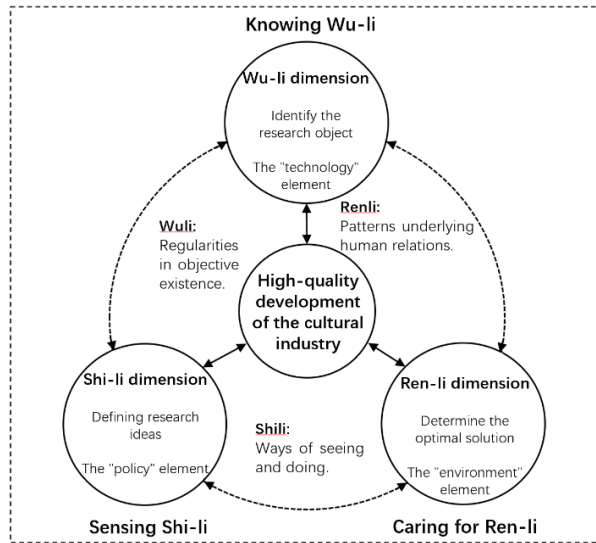 Knowing Wu-li
Wu-li dimension
Identify the
research object
The "technology"
element
Wuli:
Regularities
in objective
existence.
Renli:
Patterns underlying
human relations.
High-quality
development
of the cultural
industry
Shi-li dimension
Defining research
ideas
The "policy" element
Shili:
Ways of seeing
and doing.
Ren-li dimension
Determine the
optimal solution
The "environment"
element
Sensing Shi-li
Caring for Ren-li